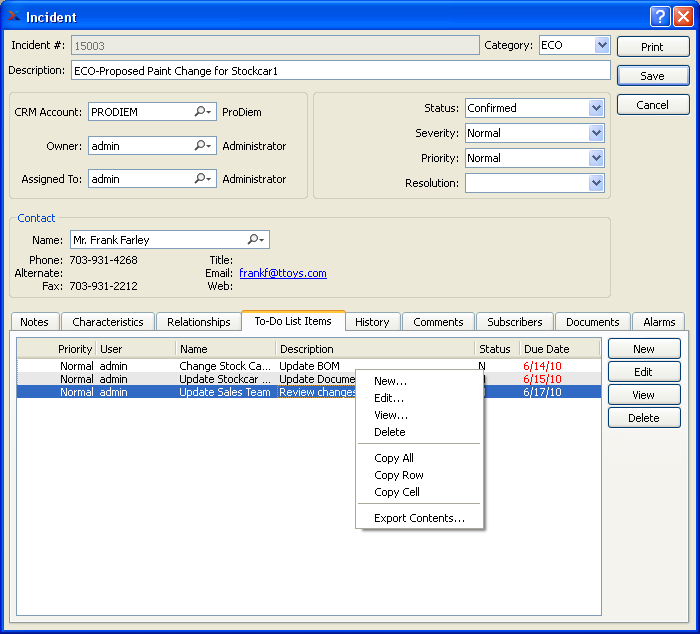 Incident
Incident #: 15003 Category: ECO Print
Description: ECO-Proposed Paint Change for Stockcar1 Save
Cancel
CRM Account: PRODIEM ProDiem
Owner: admin Administrator
Assigned To: admin Administrator
Status: Confirmed
Severity: Normal
Priority: Normal
Resolution:
Contact
Name: Mr. Frank Farley
Phone: 703-931-4268 Title:
Alternate: Email: frankf@ttoys.com
Fax: 703-931-2212 Web:
Notes Characteristics Relationships To-Do List Items History Comments Subscribers Documents Alarms
Priority User Name Description Status Due Date
Normal admin Change Stock Ca... Update BOM N 6/14/10
Normal admin Update Stockcar ... Update Docume 6/15/10
Normal admin Update Sales Team Review changes 6/17/10
New...
Edit...
View...
Delete
Copy All
Copy Row
Copy Cell
Export Contents...
New
Edit
View
Delete